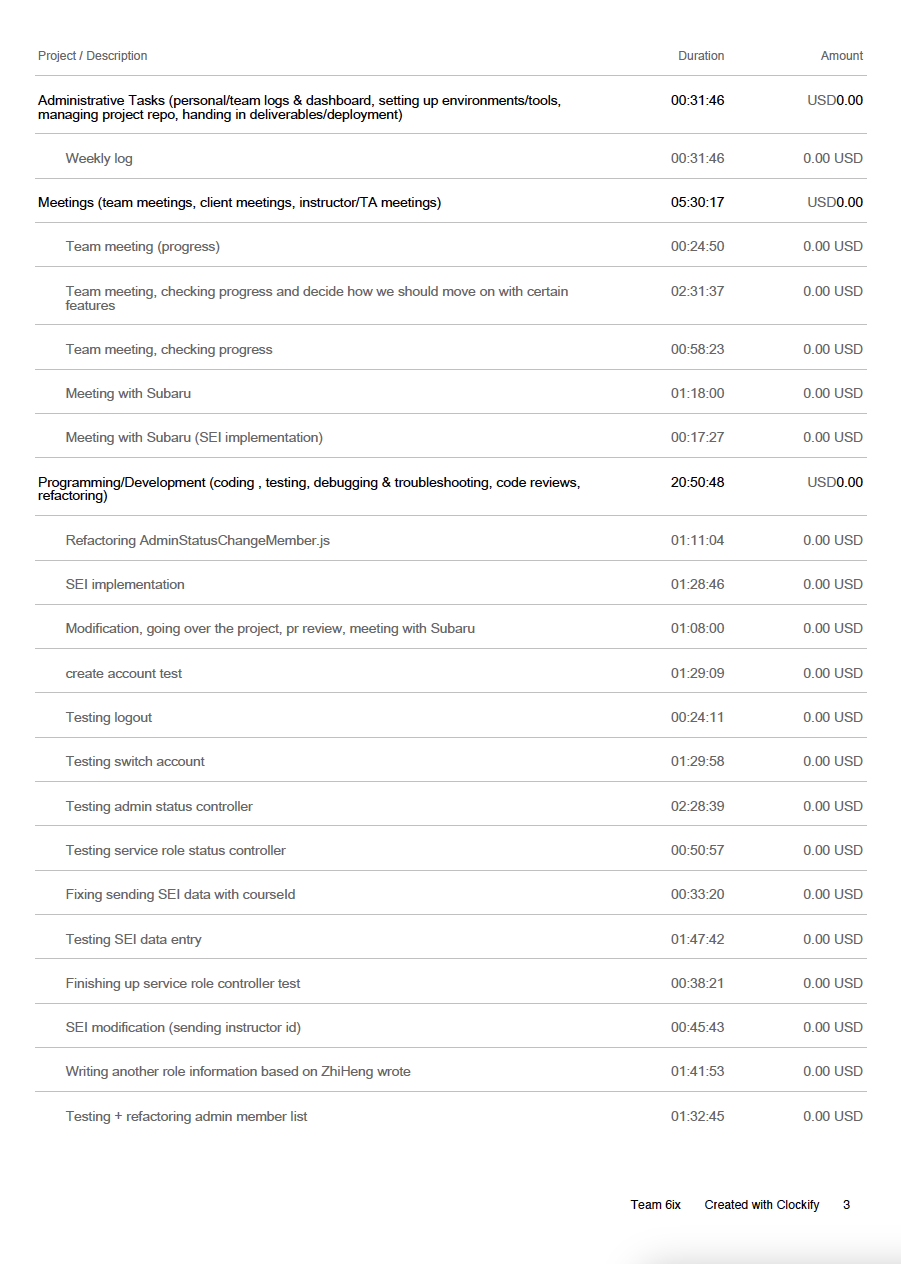 Project / Description Duration Amount
Administrative Tasks (personal/team logs & dashboard, setting up environments/tools, 00:31:46 USD0.00
managing project repo, handing in deliverables/deployment)
Weekly log 00:31:46 0.00 USD
Meetings (team meetings, client meetings, instructor/TA meetings) 05:30:17 USD0.00
Team meeting (progress) 00:24:50 0.00 USD
Team meeting, checking progress and decide how we should move on with certain 02:31:37 0.00 USD
features
Team meeting, checking progress 00:58:23 0.00 USD
Meeting with Subaru 01:18:00 0.00 USD
Meeting with Subaru (SEI implementation) 00:17:27 0.00 USD
Programming/Development (coding , testing, debugging & troubleshooting, code reviews, 20:50:48 USD0.00
refactoring)
Refactoring AdminStatusChangeMember.js 01:11:04 0.00 USD
SEI implementation 01:28:46 0.00 USD
Modification, going over the project, pr review, meeting with Subaru 01:08:00 0.00 USD
create account test 01:29:09 0.00 USD
Testing logout 00:24:11 0.00 USD
Testing switch account 01:29:58 0.00 USD
Testing admin status controller 02:28:39 0.00 USD
Testing service role status controller 00:50:57 0.00 USD
Fixing sending SEI data with courseId 00:33:20 0.00 USD
Testing SEI data entry 01:47:42 0.00 USD
Finishing up service role controller test 00:38:21 0.00 USD
SEI modification (sending instructor id) 00:45:43 0.00 USD
Writing another role information based on ZhiHeng wrote 01:41:53 0.00 USD
Testing + refactoring admin member list 01:32:45 0.00 USD
Team 6ix Created with Clockify 3